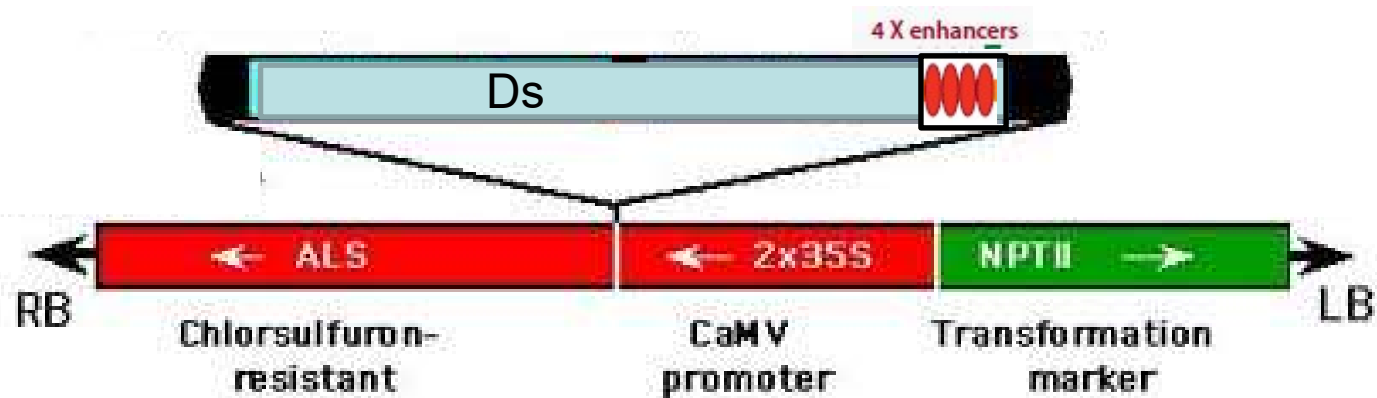 4 X enhancers
Ds
ALS
2x35S
NPTII
RB
LB
Chlorsulfuron-
resistant
CaMV
promoter
Transformation
marker